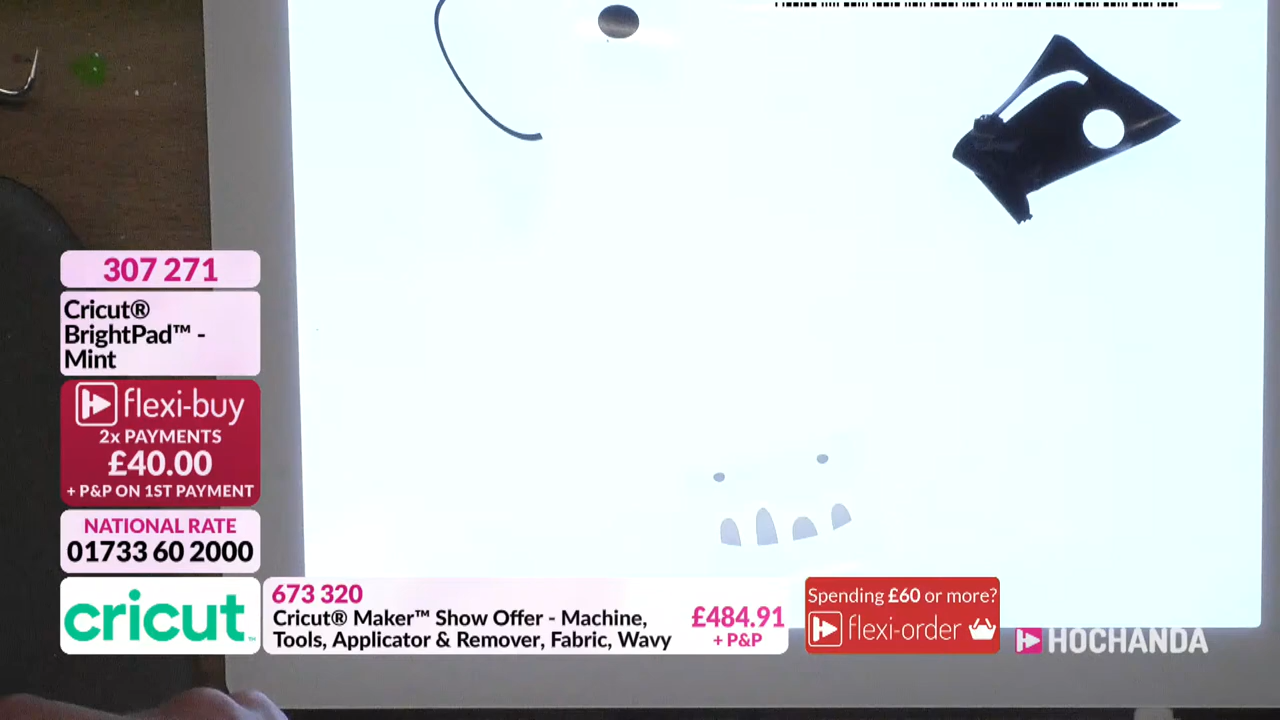 307 271
Cricut®
BrightPad™ -
Mint
flexi-buy
2x PAYMENTS
£40.00
+ P&P ON 1ST PAYMENT
NATIONAL RATE
01733 60 2000
cricut™
673 320
Cricut® Maker™ Show Offer - Machine,
Tools, Applicator & Remover, Fabric, Wavy
£484.91
+ P&P
Spending £60 or more?
flexi-order
HOCHANDA